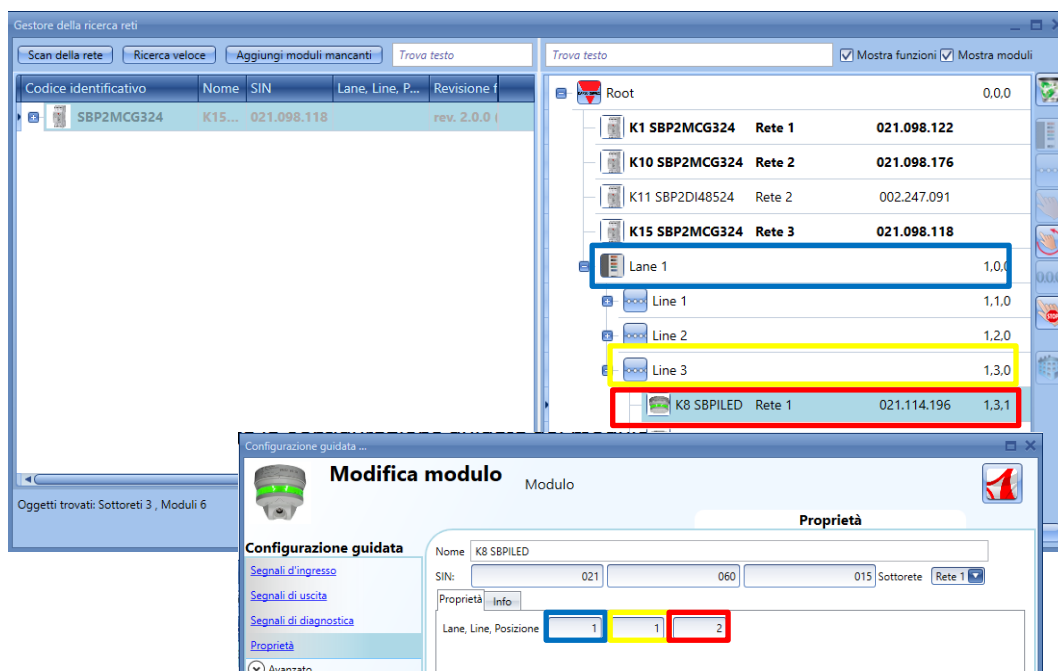 Gestore della ricerca reti
Scan della rete Ricerca veloce Aggiungi moduli mancanti Trova testo
Codice identificativo Nome SIN Lane, Line, P... Revisione f
SBP2MCG324 K15... 021.098.118 rev. 2.0.0 (
Oggetti trovati: Sottoreti 3 , Moduli 6
Trova testo Mostra funzioni Mostra moduli
Root 0,0,0
K1 SBP2MCG324 Rete 1 021.098.122
K10 SBP2MCG324 Rete 2 021.098.176
K11 SBP2DI48524 Rete 2 002.247.091
K15 SBP2MCG324 Rete 3 021.098.118
Lane 1 1,0,0
Line 1 1,1,0
Line 2 1,2,0
Line 3 1,3,0
K8 SBPILED Rete 1 021.114.196 1,3,1
STOP
Configurazione guidata ...
Modifica modulo Modulo
Proprietà
Configurazione guidata
Segnali d'ingresso
Segnali di uscita
Segnali di diagnostica
Proprietà
Avanzato
Nome K8 SBPILED
SIN: 021 060 015 Sottorete Rete 1
Proprietà Info
Lane, Line, Posizione 1 1 2